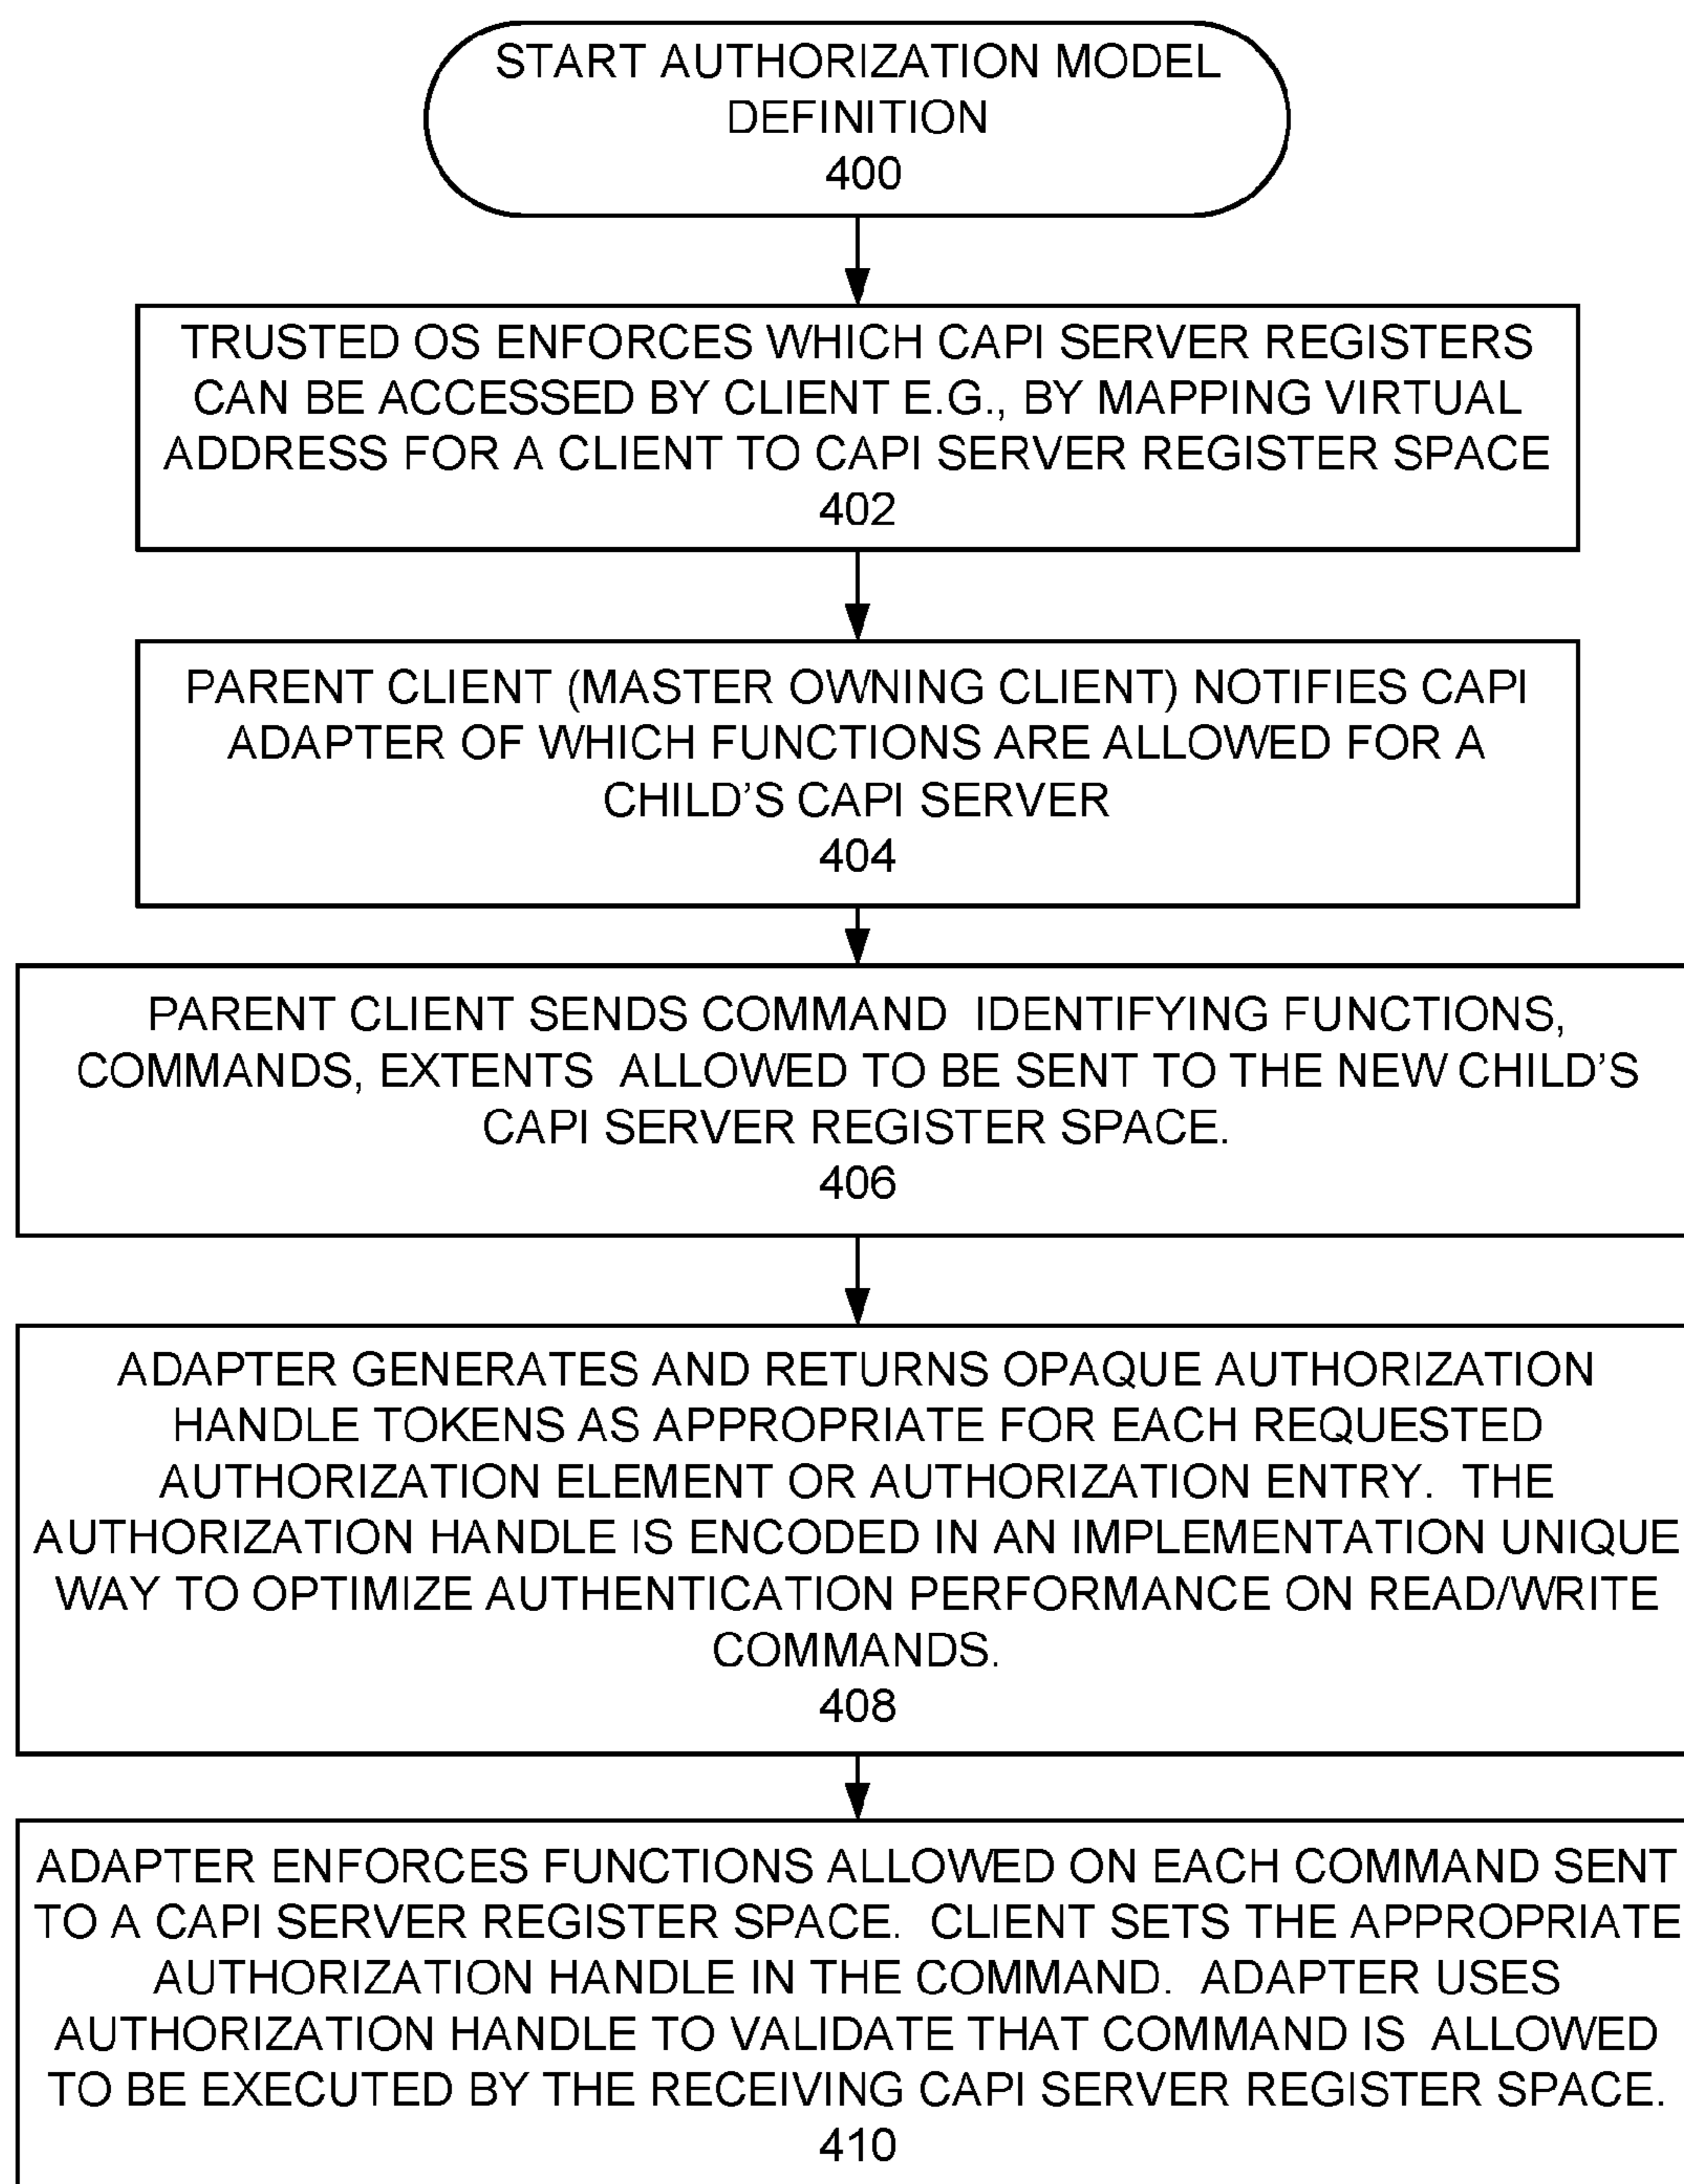 START AUTHORIZATION MODEL
DEFINITION
400
TRUSTED OS ENFORCES WHICH CAPI SERVER REGISTERS
CAN BE ACCESSED BY CLIENT E.G., BY MAPPING VIRTUAL
ADDRESS FOR A CLIENT TO CAPI SERVER REGISTER SPACE
402
PARENT CLIENT (MASTER OWNING CLIENT) NOTIFIES CAPI
ADAPTER OF WHICH FUNCTIONS ARE ALLOWED FOR A
CHILD'S CAPI SERVER
404
PARENT CLIENT SENDS COMMAND IDENTIFYING FUNCTIONS,
COMMANDS, EXTENTS ALLOWED TO BE SENT TO THE NEW CHILD'S
CAPI SERVER REGISTER SPACE.
406
ADAPTER GENERATES AND RETURNS OPAQUE AUTHORIZATION
HANDLE TOKENS AS APPROPRIATE FOR EACH REQUESTED
AUTHORIZATION ELEMENT OR AUTHORIZATION ENTRY. THE
AUTHORIZATION HANDLE IS ENCODED IN AN IMPLEMENTATION UNIQUE
WAY TO OPTIMIZE AUTHENTICATION PERFORMANCE ON READ/WRITE
COMMANDS.
408
ADAPTER ENFORCES FUNCTIONS ALLOWED ON EACH COMMAND SENT
TO A CAPI SERVER REGISTER SPACE. CLIENT SETS THE APPROPRIATE
AUTHORIZATION HANDLE IN THE COMMAND. ADAPTER USES
AUTHORIZATION HANDLE TO VALIDATE THAT COMMAND IS ALLOWED
TO BE EXECUTED BY THE RECEIVING CAPI SERVER REGISTER SPACE.
410